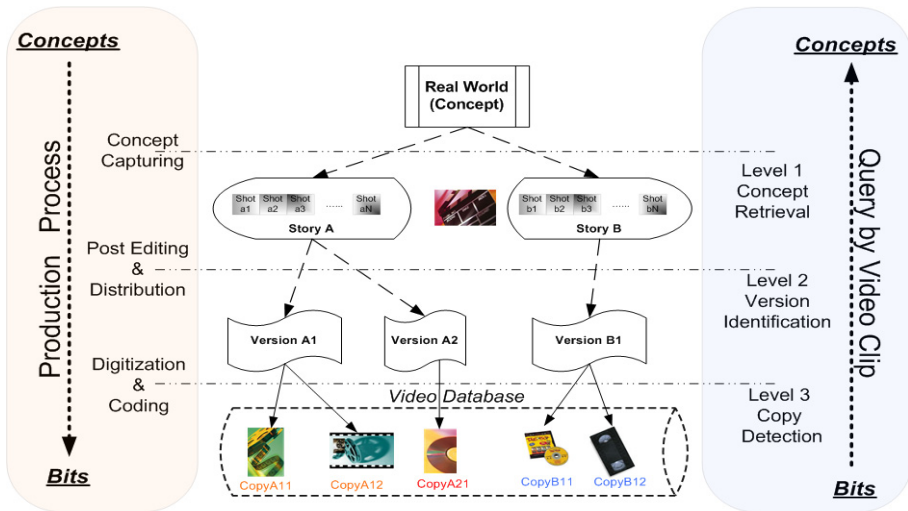 Concepts
Production Process
Concept
Capturing
Post Editing
&
Distribution
Digitization
&
Coding
Bits
Real World
(Concept)
Shot a1
Shot a2
Shot a3
......
Shot aN
Story A
Shot b1
Shot b2
Shot b3
......
Shot bN
Story B
Version A1
Version A2
Version B1
Video Database
CopyA11
CopyA12
CopyA21
CopyB11
CopyB12
Concepts
Query by Video Clip
Level 1
Concept
Retrieval
Level 2
Version
Identification
Level 3
Copy
Detection
Bits